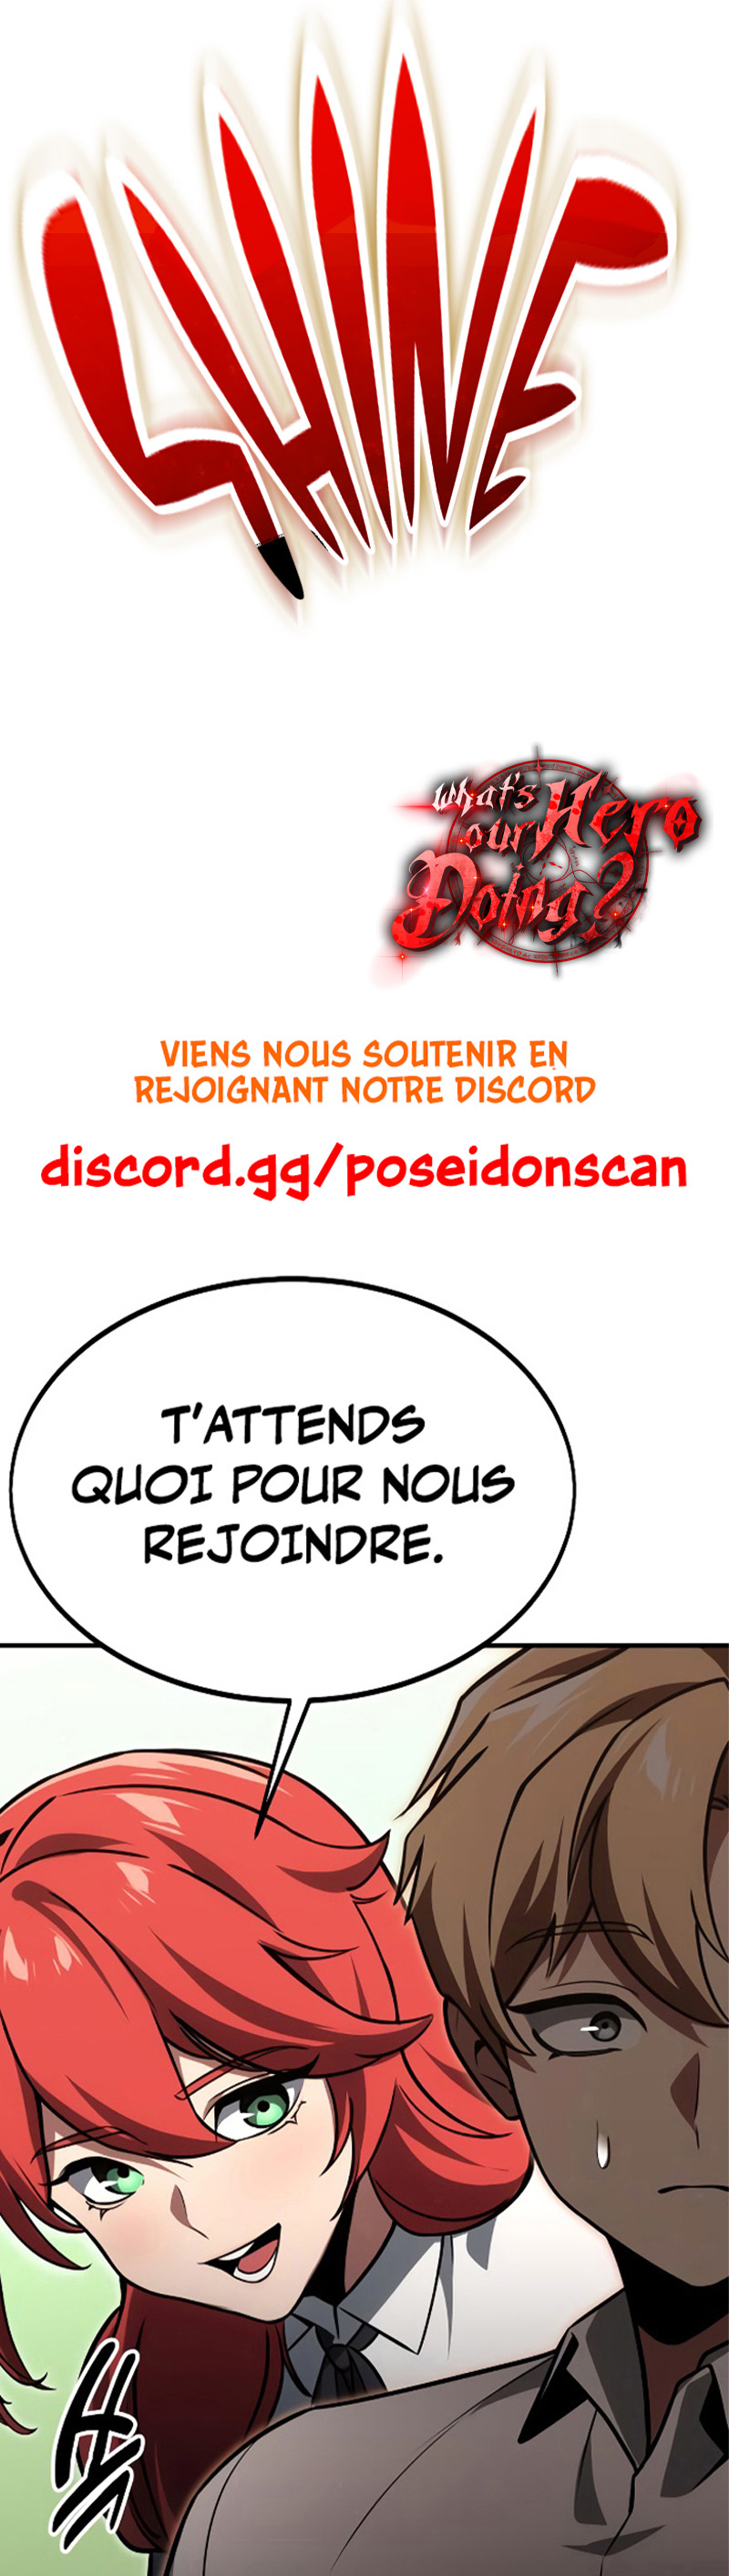 SHINE
What's
our Hero
Doing?
VIENS NOUS SOUTENIR EN
REJOIGNANT NOTRE DISCORD
discord.gg/poseidonscan
T'ATTENDS
QUOI POUR NOUS
REJOINDRE.